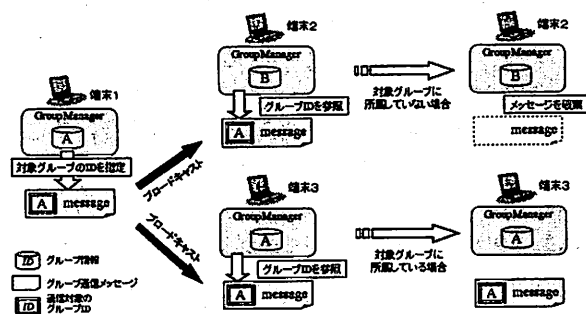 端末1
GroupManager
A
対象グループのIDを指定
A message
ブロードキャスト
ブロードキャスト
端末2
GroupManager
B
グループIDを参照
A message
対象グループに
所属していない場合
端末2
GroupManager
B
メッセージを破棄
message
端末3
GroupManager
A
グループIDを参照
A message
対象グループに
所属している場合
端末3
GroupManager
A
A message
ID グループ情報
グループ通信メッセージ
ID 通信対象の
グループID